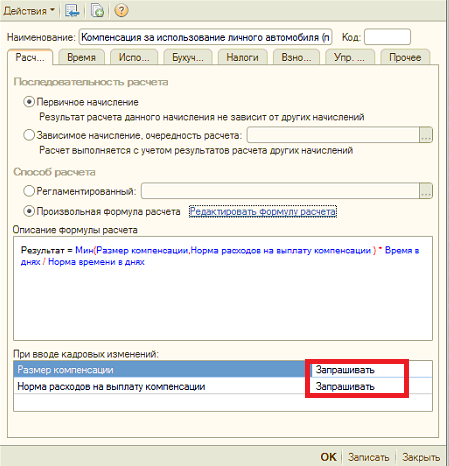 Действия
Наименование: Компенсация за использование личного автомобиля (п Код:
Расч... Время Испо... Бухуч... Налоги Взно... Упр. ... Прочее
Последовательность расчета
Первичное начисление
Результат расчета данного начисления не зависит от других начислений
Зависимое начисление, очередность расчета: ...
Расчет выполняется с учетом результатов расчета других начислений
Способ расчета
Регламентированный: ...
Произвольная формула расчета Редактировать формулу расчета
Описание формулы расчета
Результат = Мин(Размер компенсации,Норма расходов на выплату компенсации ) * Время в
днях / Норма времени в днях
При вводе кадровых изменений:
Размер компенсации Запрашивать
Норма расходов на выплату компенсации Запрашивать
OK Записать Закрыть